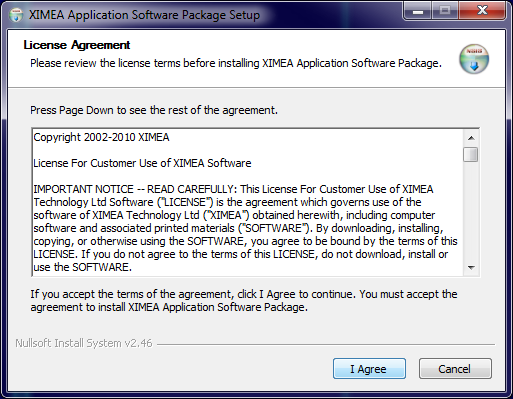 XIMEA Application Software Package Setup
License Agreement
Please review the license terms before installing XIMEA Application Software Package.
Press Page Down to see the rest of the agreement.
Copyright 2002-2010 XIMEA
License For Customer Use of XIMEA Software
IMPORTANT NOTICE -- READ CAREFULLY: This License For Customer Use of XIMEA
Technology Ltd Software ("LICENSE") is the agreement which governs use of the
software of XIMEA Technology Ltd ("XIMEA") obtained herewith, including computer
software and associated printed materials ("SOFTWARE"). By downloading, installing,
copying, or otherwise using the SOFTWARE, you agree to be bound by the terms of this
LICENSE. If you do not agree to the terms of this LICENSE, do not download, install or
use the SOFTWARE.
If you accept the terms of the agreement, click I Agree to continue. You must accept the
agreement to install XIMEA Application Software Package.
Nullsoft Install System v2.46
I Agree
Cancel